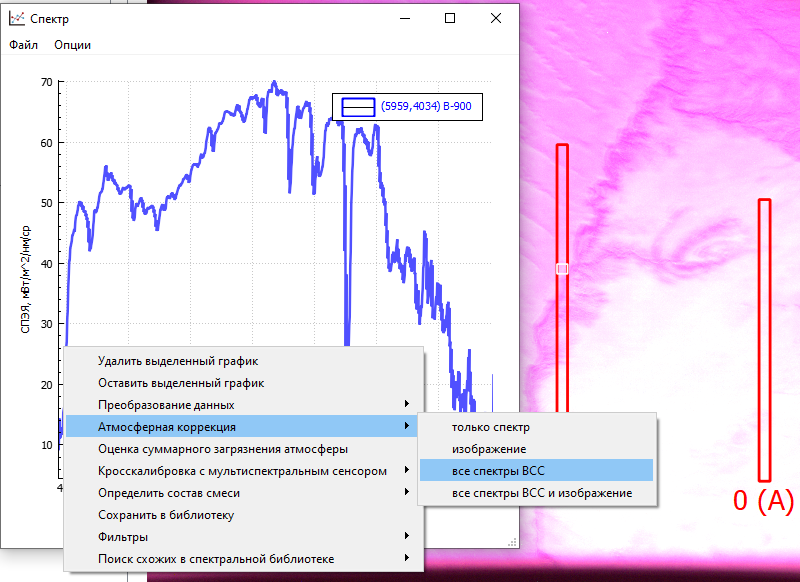 Спектр
Файл Опции
70
60
50
40
30
20
10
СПЭЯ, мВт/м^2/нм/ср
(5959,4034) B-900
4
Удалить выделенный график
Оставить выделенный график
Преобразование данных
Атмосферная коррекция
Оценка суммарного загрязнения атмосферы
Кросскалибровка с мультиспектральным сенсором
Определить состав смеси
Сохранить в библиотеку
Фильтры
Поиск схожих в спектральной библиотеке
только спектр
изображение
все спектры ВСС
все спектры ВСС и изображение
0 (A)